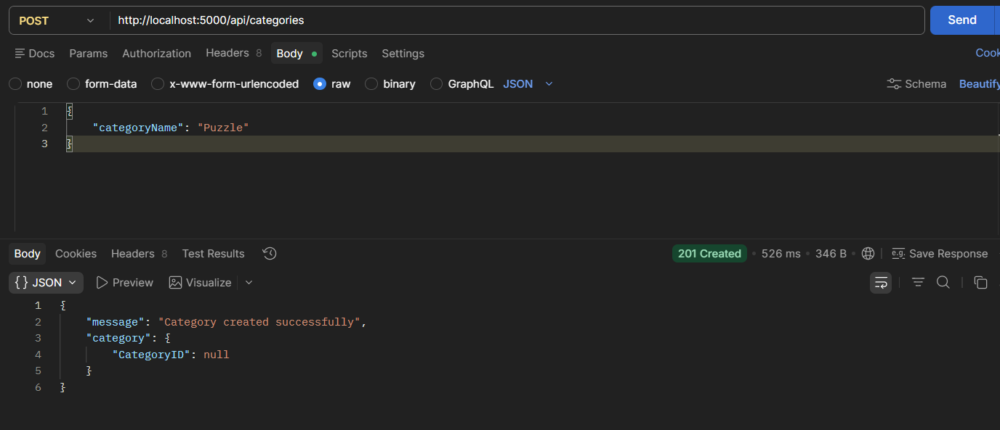 POST http://localhost:5000/api/categories Send
Docs Params Authorization Headers 8 Body Scripts Settings
none form-data x-www-form-urlencoded raw binary GraphQL JSON Schema Beautify
1 {
2 "categoryName": "Puzzle"
3 }
Body Cookies Headers 8 Test Results 201 Created 526 ms 346 B e.g. Save Response
{ } JSON Preview Visualize
1 {
2 "message": "Category created successfully",
3 "category": {
4 "CategoryID": null
5 }
6 }